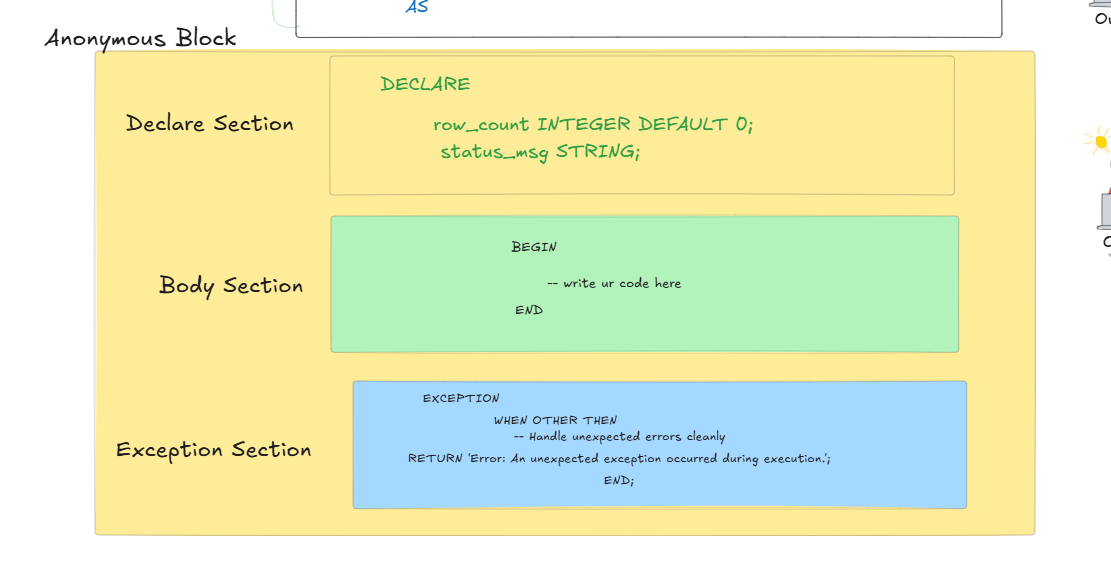 AS
Anonymous Block
Declare Section
DECLARE
row_count INTEGER DEFAULT 0;
status_msg STRING;
Body Section
BEGIN
-- write ur code here
END
Exception Section
EXCEPTION
WHEN OTHER THEN
-- Handle unexpected errors cleanly
RETURN 'Error: An unexpected exception occurred during execution.';
END;